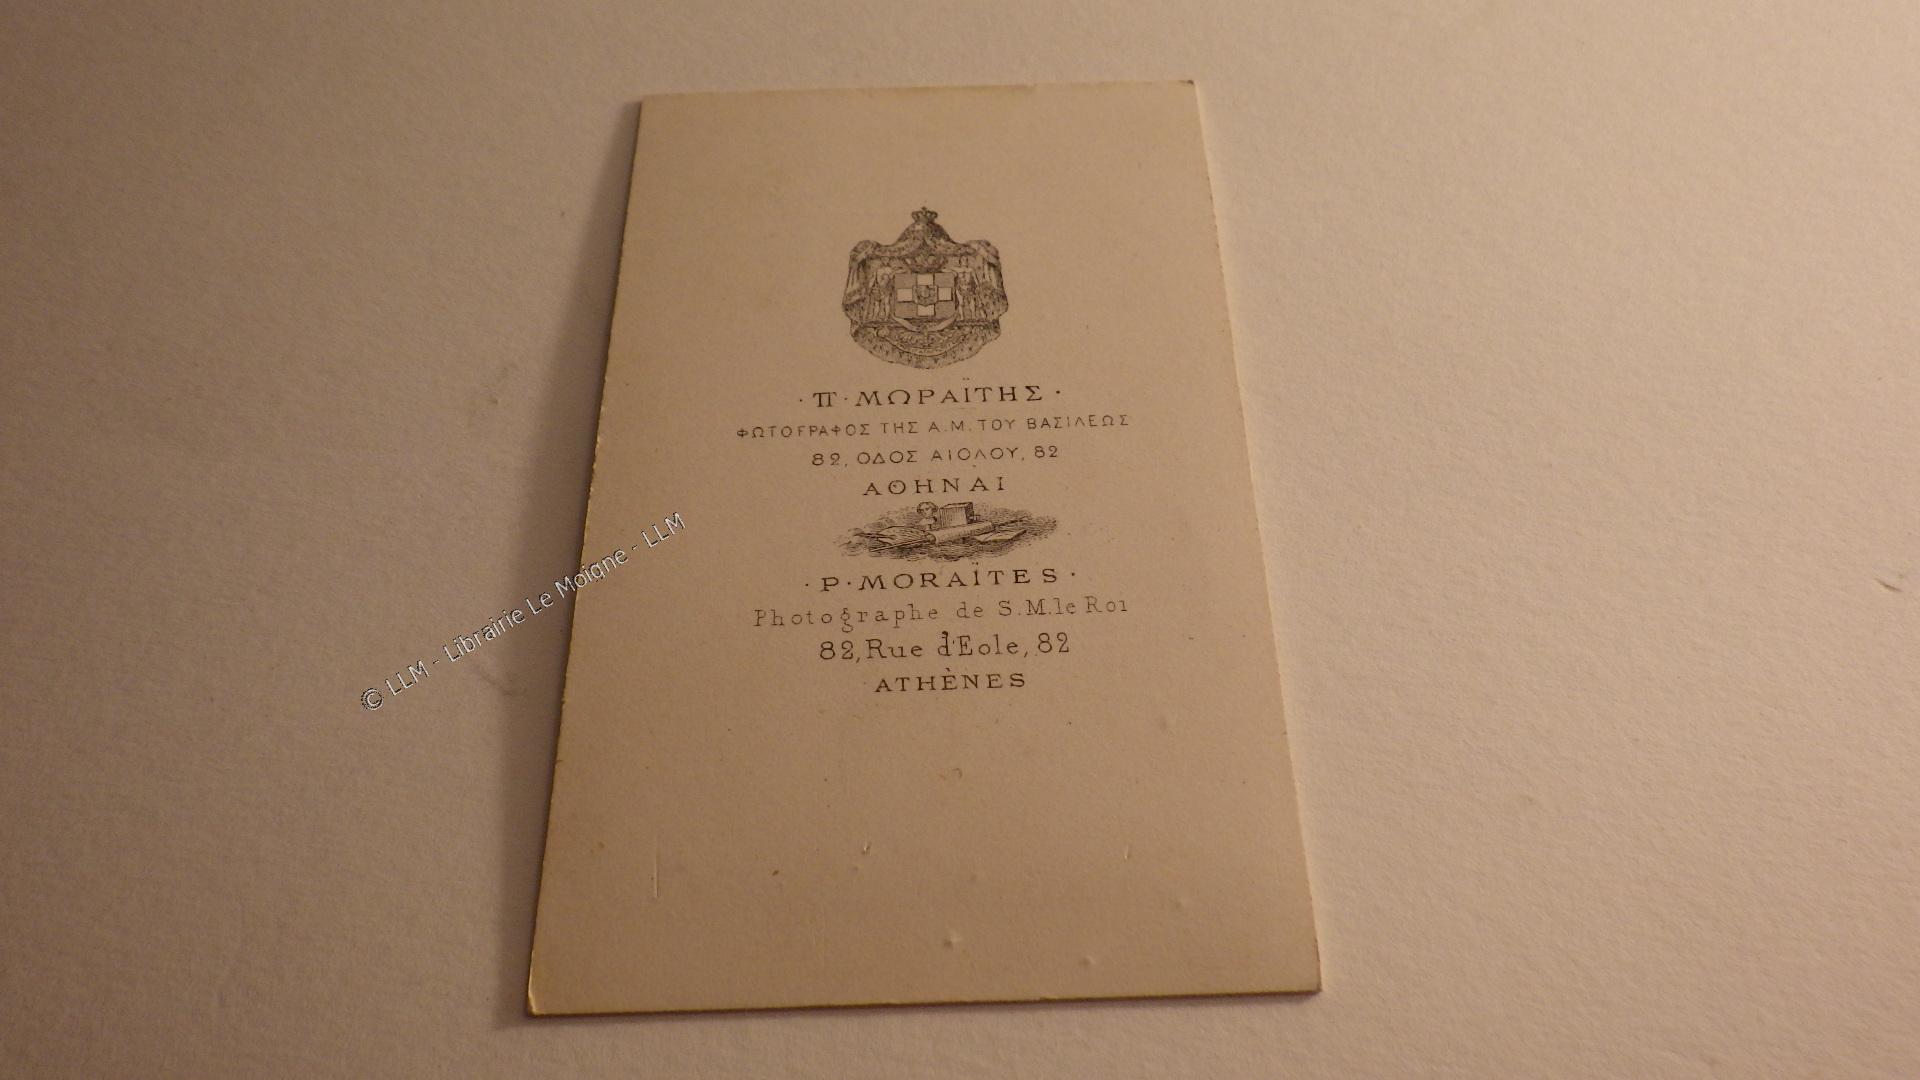 · Π · ΜΩΡΑΪΤΗΣ ·
ΦΩΤΟΓΡΑΦΟΣ ΤΗΣ Α.Μ. ΤΟΥ ΒΑΣΙΛΕΩΣ
82, ΟΔΟΣ ΑΙΟΛΟΥ, 82
ΑΘΗΝΑΙ
· P · MORAÏTES ·
Photographe de S.M. le Roi
82, Rue d'Eole, 82
ATHÈNES
© LLM - Librairie Le Moigne - LLM